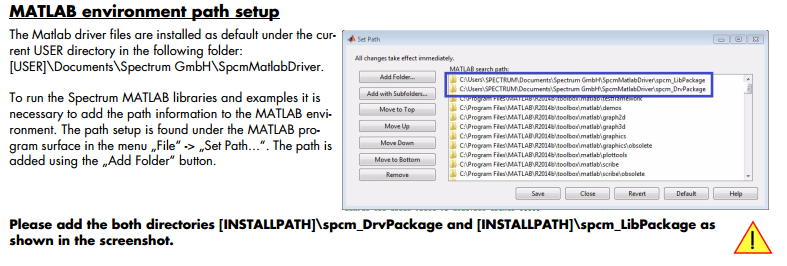 MATLAB environment path setup
The Matlab driver files are installed as default under the cur-
rent USER directory in the following folder:
[USER]\Documents\Spectrum GmbH\SpcmMatlabDriver.
To run the Spectrum MATLAB libraries and examples it is
necessary to add the path information to the MATLAB envi-
ronment. The path setup is found under the MATLAB pro-
gram surface in the menu „File“ -> „Set Path...“. The path is
added using the „Add Folder“ button.
Set Path
All changes take effect immediately.
MATLAB search path:
Add Folder...
Add with Subfolders...
Move to Top
Move Up
Move Down
Move to Bottom
Remove
C:\Users\SPECTRUM\Documents\Spectrum GmbH\SpcmMatlabDriver\spcm_LibPackage
C:\Users\SPECTRUM\Documents\Spectrum GmbH\SpcmMatlabDriver\spcm_DrvPackage
C:\Program Files\MATLAB\R2014b\toolbox\matlab\testframework
C:\Program Files\MATLAB\R2014b\toolbox\matlab\demos
C:\Program Files\MATLAB\R2014b\toolbox\matlab\graph2d
C:\Program Files\MATLAB\R2014b\toolbox\matlab\graph3d
C:\Program Files\MATLAB\R2014b\toolbox\matlab\graphics
C:\Program Files\MATLAB\R2014b\toolbox\matlab\graphics\obsolete
C:\Program Files\MATLAB\R2014b\toolbox\matlab\plottools
C:\Program Files\MATLAB\R2014b\toolbox\matlab\scribe
C:\Program Files\MATLAB\R2014b\toolbox\matlab\scribe\obsolete
Save Close Revert Default Help
Please add the both directories [INSTALLPATH]\spcm_DrvPackage and [INSTALLPATH]\spcm_LibPackage as
shown in the screenshot.
!